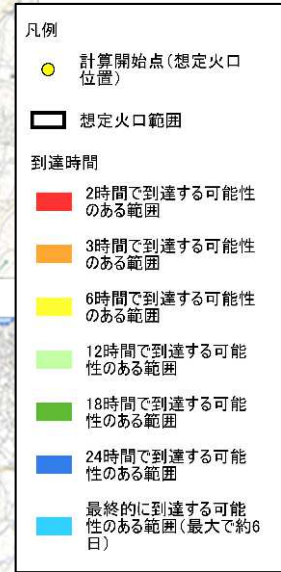 凡例
計算開始点(想定火口
位置)
想定火口範囲
到達時間
2時間で到達する可能性
のある範囲
3時間で到達する可能性
のある範囲
6時間で到達する可能性
のある範囲
12時間で到達する可能
性のある範囲
18時間で到達する可能
性のある範囲
24時間で到達する可能
性のある範囲
最終的に到達する可能
性のある範囲(最大で約6
日)